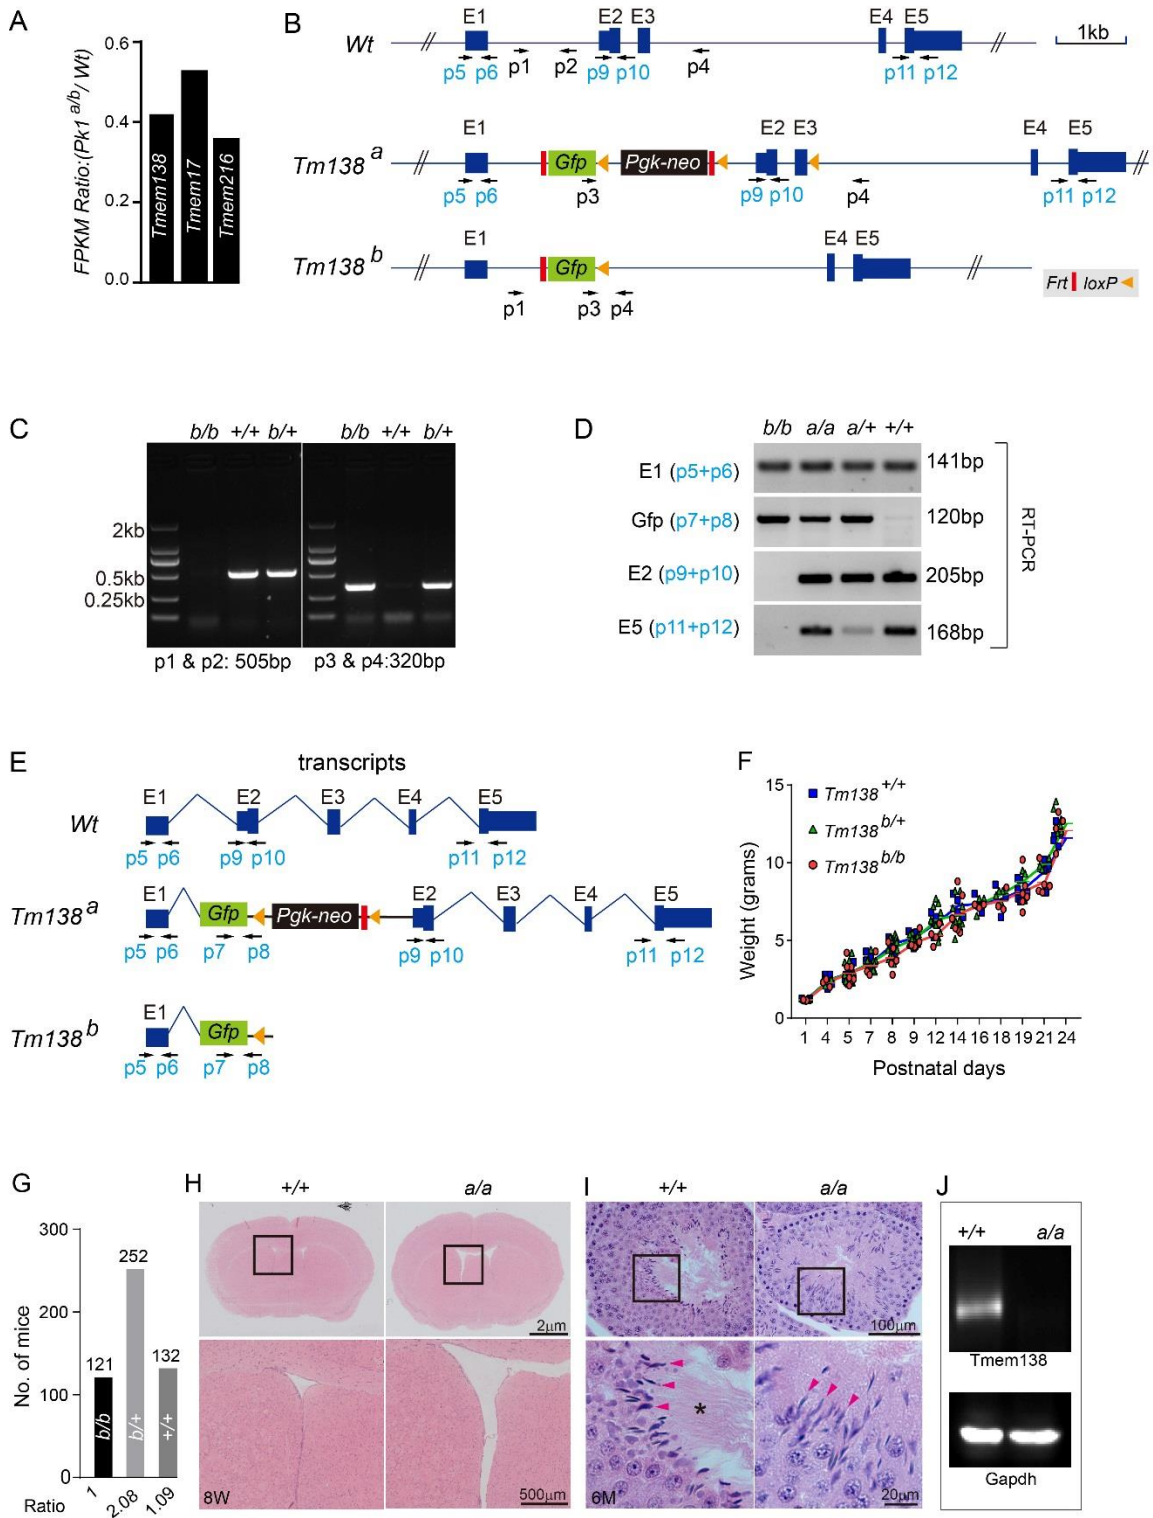 A
FPKM Ratio:(Pk1 a/b/ Wt)
0.6
0.4
0.2
0.0
Tmem138
Tmem17
Tmem216
B
Wt
E1 E2 E3 E4 E5
1kb
p5 p6 p1 p2 p9 p10 p4 p11 p12
Tm138 a
E1 E2 E3 E4 E5
Gfp Pgk-neo
p5 p6 p3 p9 p10 p4 p11 p12
Tm138 b
E1 E4 E5
Gfp
p1 p3 p4
Frt loxP
C
b/b +/+ b/+ b/b +/+ b/+
2kb
0.5kb
0.25kb
p1 & p2: 505bp p3 & p4:320bp
D
b/b a/a a/+ +/+
E1 (p5+p6) 141bp
Gfp (p7+p8) 120bp
E2 (p9+p10) 205bp
E5 (p11+p12) 168bp
RT-PCR
E
transcripts
Wt
E1 E2 E3 E4 E5
p5 p6 p9 p10 p11 p12
Tm138 a
E1 Gfp Pgk-neo E2 E3 E4 E5
p5 p6 p7 p8 p9 p10 p11 p12
Tm138 b
E1 Gfp
p5 p6 p7 p8
F
Weight (grams)
15
10
5
0
Tm138 +/+
Tm138 b/+
Tm138 b/b
1 4 5 7 8 9 12 14 16 18 19 21 24
Postnatal days
G
No. of mice
300
200
100
0
121 252 132
b/b b/+ +/+
Ratio 1 2.08 1.09
H
+/+ a/a
2µm
8W
500µm
I
+/+ a/a
100µm
*
6M
20µm
J
+/+ a/a
Tmem138
Gapdh